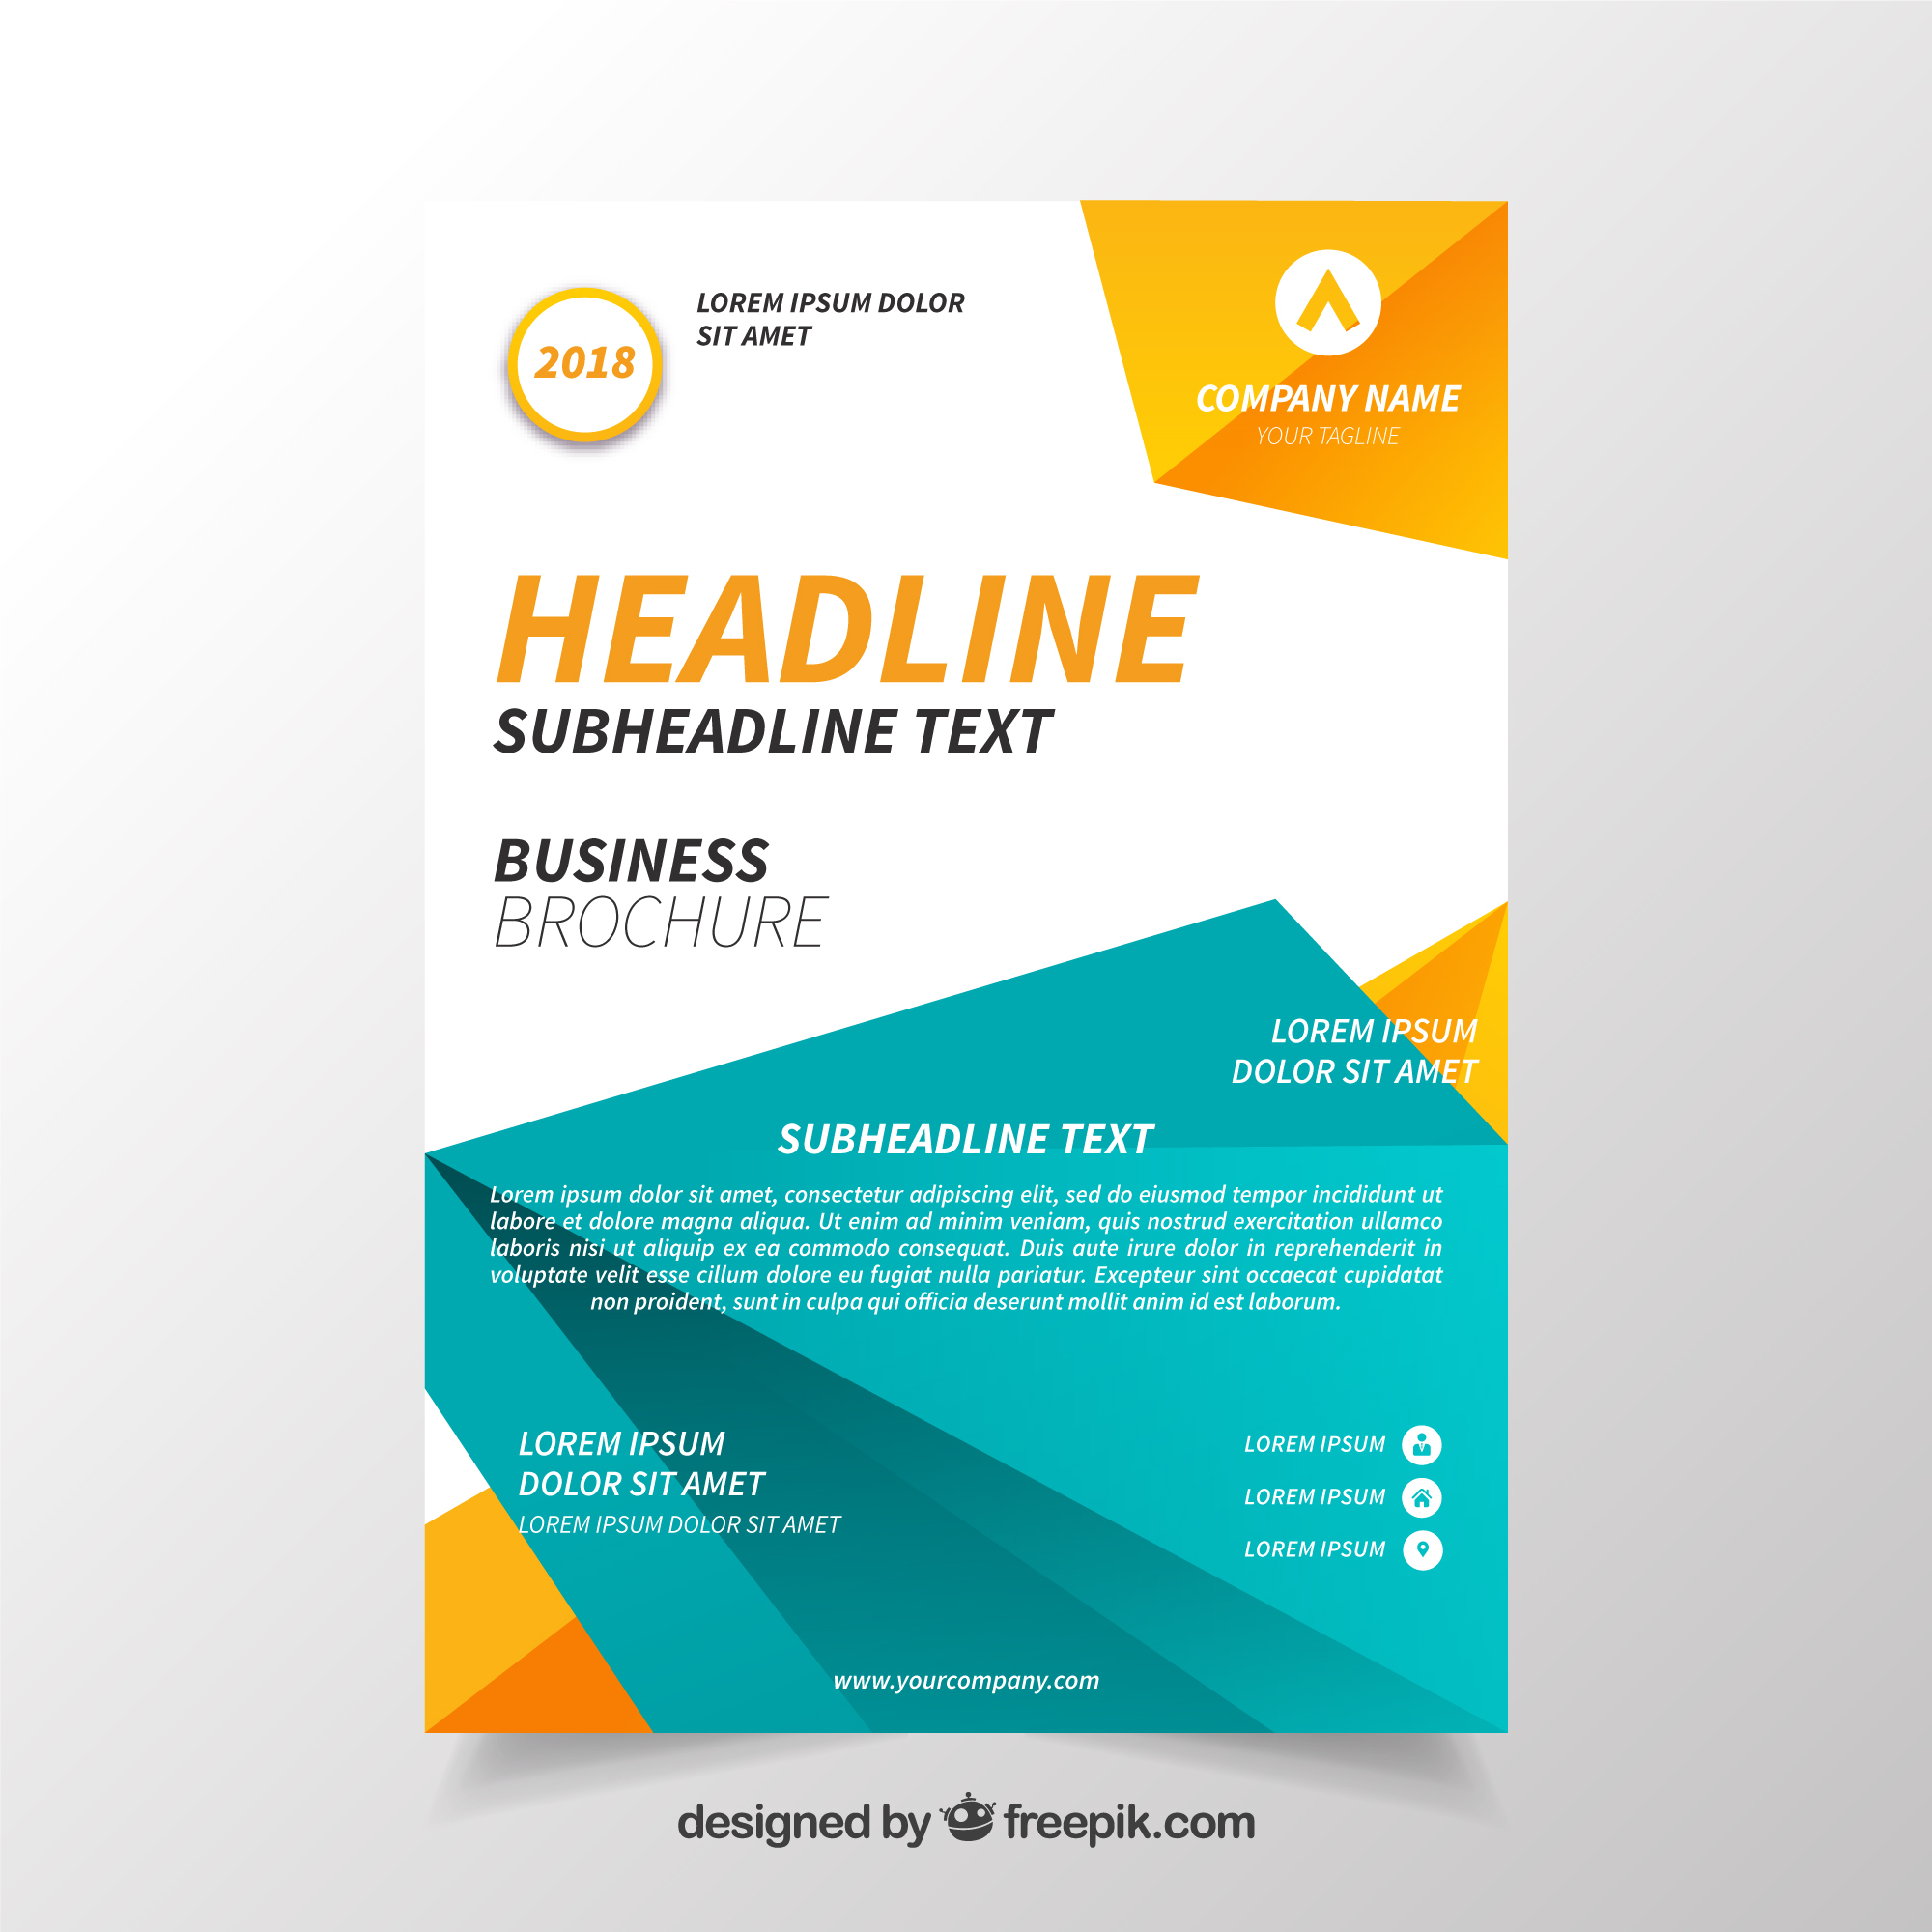 LOREM IPSUM DOLOR
SIT AMET
2018
COMPANY NAME
YOUR TAGLINE
HEADLINE
SUBHEADLINE TEXT
BUSINESS
BROCHURE
LOREM IPSUM
DOLOR SIT AMET
SUBHEADLINE TEXT
Lorem ipsum dolor sit amet, consectetur adipiscing elit, sed do eiusmod tempor incididunt ut
labore et dolore magna aliqua. Ut enim ad minim veniam, quis nostrud exercitation ullamco
laboris nisi ut aliquip ex ea commodo consequat. Duis aute irure dolor in reprehenderit in
voluptate velit esse cillum dolore eu fugiat nulla pariatur. Excepteur sint occaecat cupidatat
non proident, sunt in culpa qui officia deserunt mollit anim id est laborum.
LOREM IPSUM
DOLOR SIT AMET
LOREM IPSUM DOLOR SIT AMET
LOREM IPSUM
LOREM IPSUM
LOREM IPSUM
www.yourcompany.com
designed by freepik.com